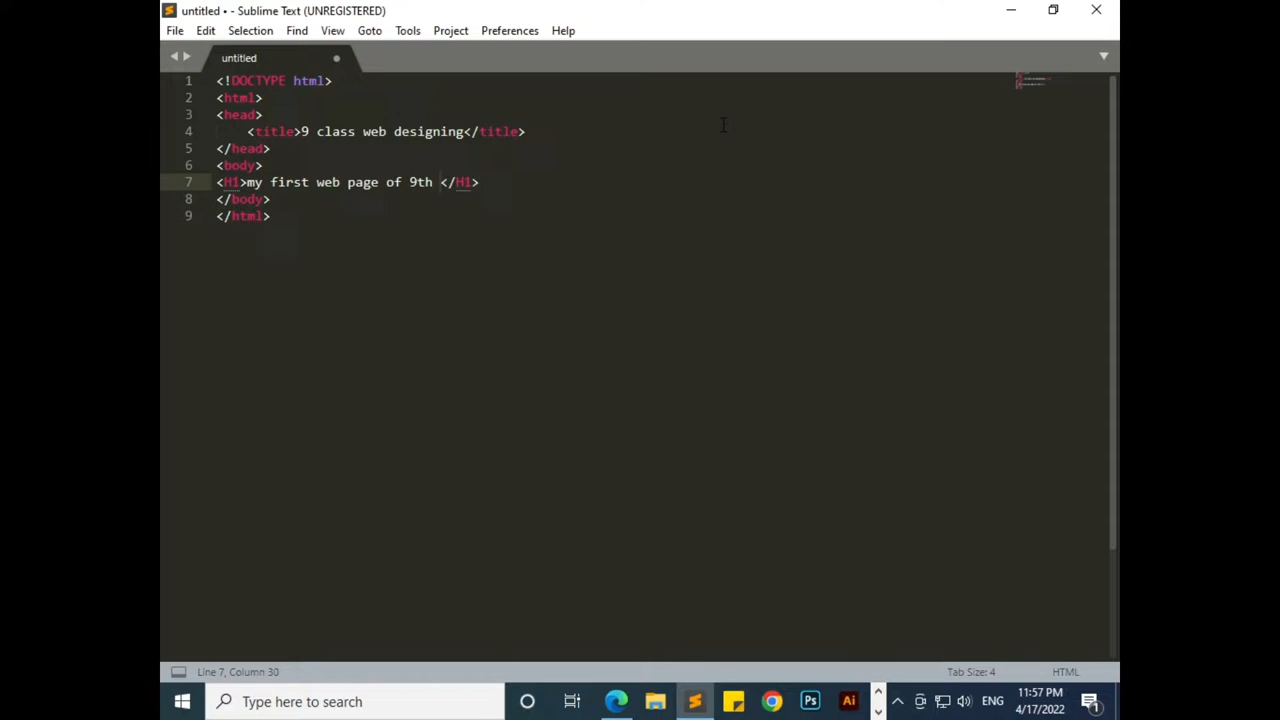 untitled • - Sublime Text (UNREGISTERED)
File Edit Selection Find View Goto Tools Project Preferences Help
untitled
1 <!DOCTYPE html>
2 <html>
3 <head>
4 <title>9 class web designing</title>
5 </head>
6 <body>
7 <H1>my first web page of 9th </H1>
8 </body>
9 </html>
Line 7, Column 30 Tab Size: 4 HTML
Type here to search Ps Ai ENG 11:57 PM 1
4/17/2022